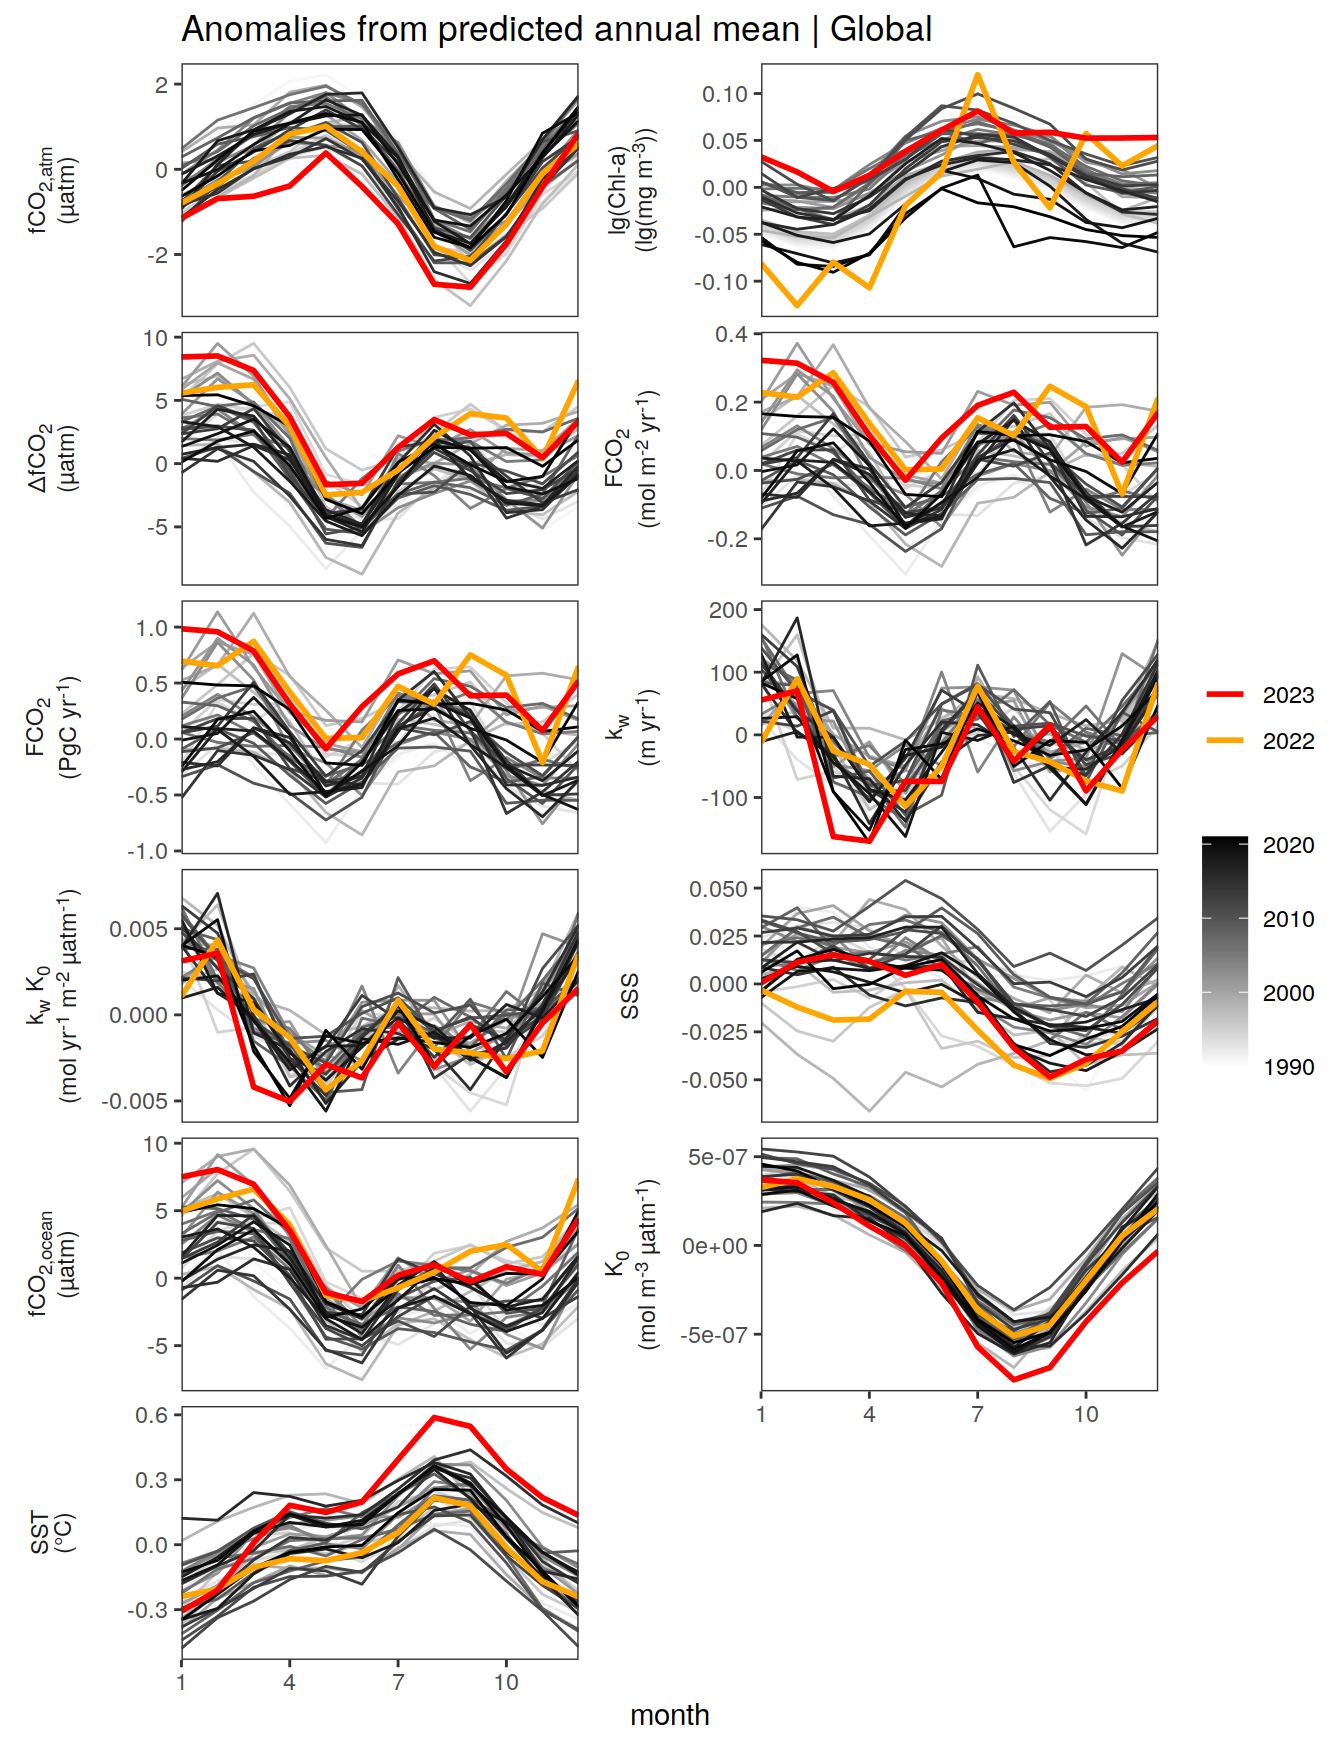 Anomalies from predicted annual mean | Global
fCO2,atm
(µatm)
2
0
-2
lg(Chl-a)
(lg(mg m-3))
0.10
0.05
0.00
-0.05
-0.10
ΔfCO2
(µatm)
10
5
0
-5
FCO2
(mol m-2 yr-1)
0.4
0.2
0.0
-0.2
FCO2
(PgC yr-1)
1.0
0.5
0.0
-0.5
-1.0
kw
(m yr-1)
200
100
0
-100
kw K0
(mol yr-1 m-2 µatm-1)
0.005
0.000
-0.005
SSS
0.050
0.025
0.000
-0.025
-0.050
fCO2,ocean
(µatm)
10
5
0
-5
K0
(mol m-3 µatm-1)
5e-07
0e+00
-5e-07
1 4 7 10
SST
(°C)
0.6
0.3
0.0
-0.3
1 4 7 10
month
2023
2022
2020
2010
2000
1990